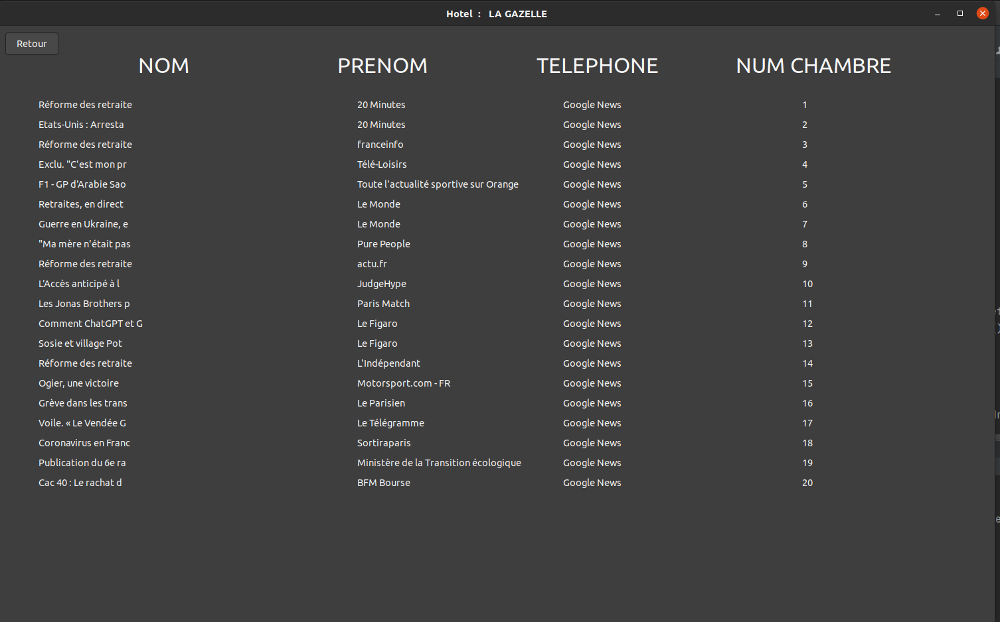 Hotel : LA GAZELLE
Retour
NOM PRENOM TELEPHONE NUM CHAMBRE
Réforme des retraite 20 Minutes Google News 1
Etats-Unis : Arresta 20 Minutes Google News 2
Réforme des retraite franceinfo Google News 3
Exclu. "C'est mon pr Télé-Loisirs Google News 4
F1 - GP d'Arabie Sao Toute l'actualité sportive sur Orange Google News 5
Retraites, en direct Le Monde Google News 6
Guerre en Ukraine, e Le Monde Google News 7
"Ma mère n'était pas Pure People Google News 8
Réforme des retraite actu.fr Google News 9
L'Accès anticipé à l JudgeHype Google News 10
Les Jonas Brothers p Paris Match Google News 11
Comment ChatGPT et G Le Figaro Google News 12
Sosie et village Pot Le Figaro Google News 13
Réforme des retraite L'Indépendant Google News 14
Ogier, une victoire Motorsport.com - FR Google News 15
Grève dans les trans Le Parisien Google News 16
Voile. « Le Vendée G Le Télégramme Google News 17
Coronavirus en Franc Sortiraparis Google News 18
Publication du 6e ra Ministère de la Transition écologique Google News 19
Cac 40 : Le rachat d BFM Bourse Google News 20